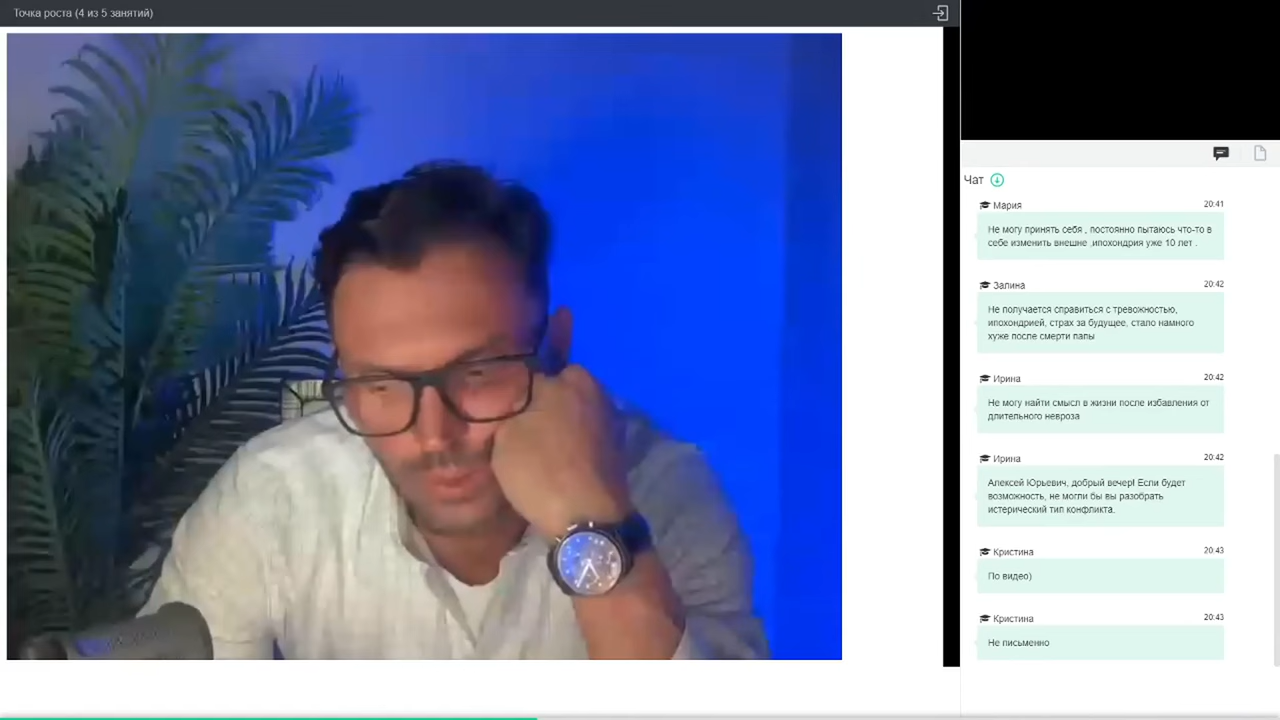 Точка роста (4 из 5 занятий)
Чат
Мария 20:41
Не могу принять себя , постоянно пытаюсь что-то в
себе изменить внешне ,ипохондрия уже 10 лет .
Залина 20:42
Не получается справиться с тревожностью,
ипохондрией, страх за будущее, стало намного
хуже после смерти папы
Ирина 20:42
Не могу найти смысл в жизни после избавления от
длительного невроза
Ирина 20:42
Алексей Юрьевич, добрый вечер! Если будет
возможность, не могли бы вы разобрать
истерический тип конфликта.
Кристина 20:43
По видео)
Кристина 20:43
Не письменно